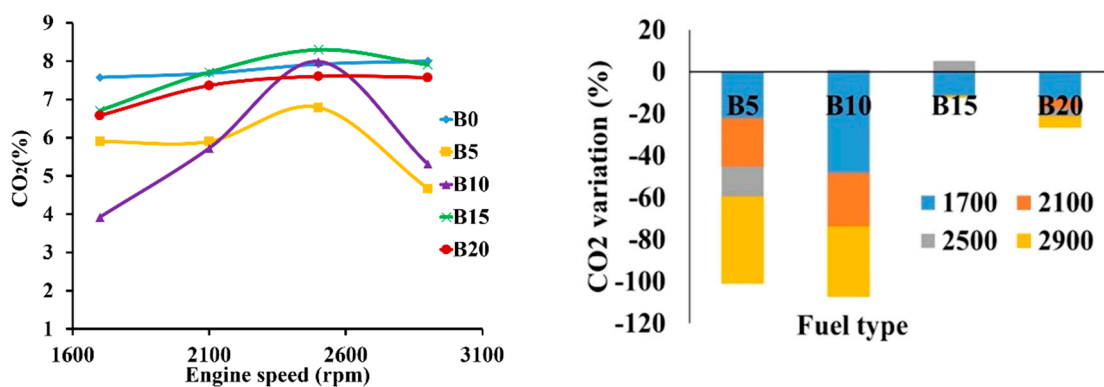 9
8
7
6
5
4
3
2
1
CO₂(%)
1600
2100
2600
3100
Engine speed (rpm)
B0
B5
B10
B15
B20
20
0
-20
-40
-60
-80
-100
-120
CO2 variation (%)
B5
B10
B15
B20
1700
2100
2500
2900
Fuel type